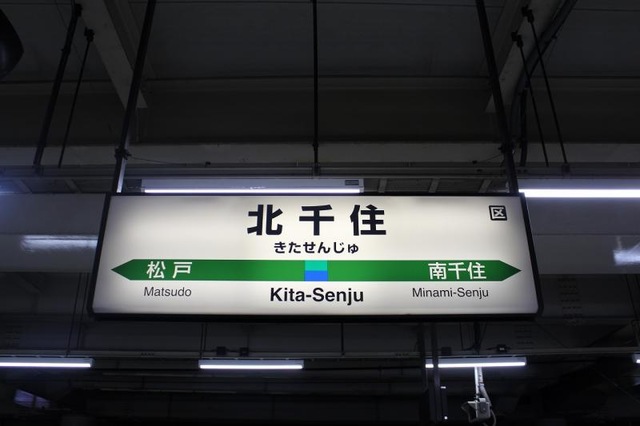 北千住
区
きたせんじゅ
松戸
南千住
Matsudo
Kita-Senju
Minami-Senju